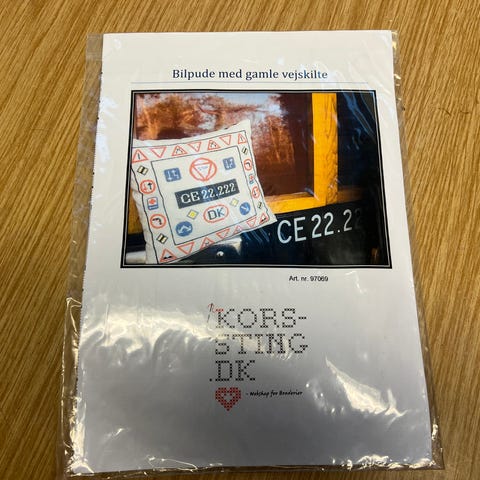 Bilpude med gamle vejskilte
CE 22.222
DK
CE 22.22
Art. nr. 97069
KORS-
STING
.DK
- Webshop for Broderier